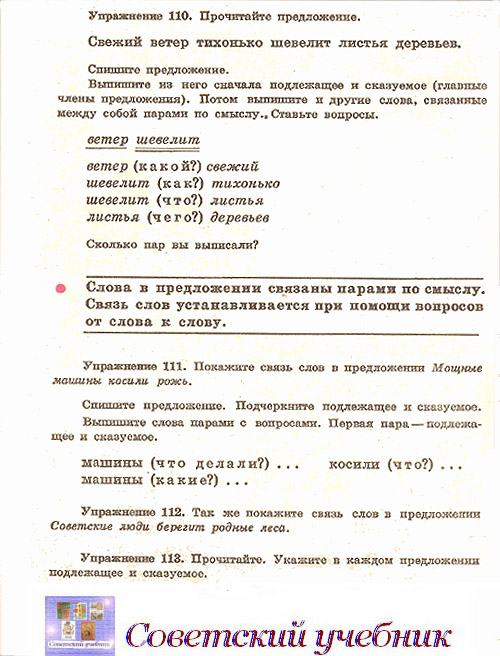 Упражнение 110. Прочитайте предложение.
Свежий ветер тихонько шевелит листья деревьев.
Спишите предложение.
Выпишите из него сначала подлежащее и сказуемое (главные
члены предложения). Потом выпишите и другие слова, связанные
между собой парами по смыслу. Ставьте вопросы.
ветер шевелит
ветер (какой?) свежий
шевелит (как?) тихонько
шевелит (что?) листья
листья (чего?) деревьев
Сколько пар вы выписали?
Слова в предложении связаны парами по смыслу.
Связь слов устанавливается при помощи вопросов
от слова к слову.
Упражнение 111. Покажите связь слов в предложении Мощные
машины косили рожь.
Спишите предложение. Подчеркните подлежащее и сказуемое.
Выпишите слова парами с вопросами. Первая пара — подлежа-
щее и сказуемое.
машины (что делали?) ... косили (что?) ...
машины (какие?) ...
Упражнение 112. Так же покажите связь слов в предложении
Советские люди берегит родные леса.
Упражнение 113. Прочитайте. Укажите в каждом предложении
подлежащее и сказуемое.
Советский учебник
Советский учебник